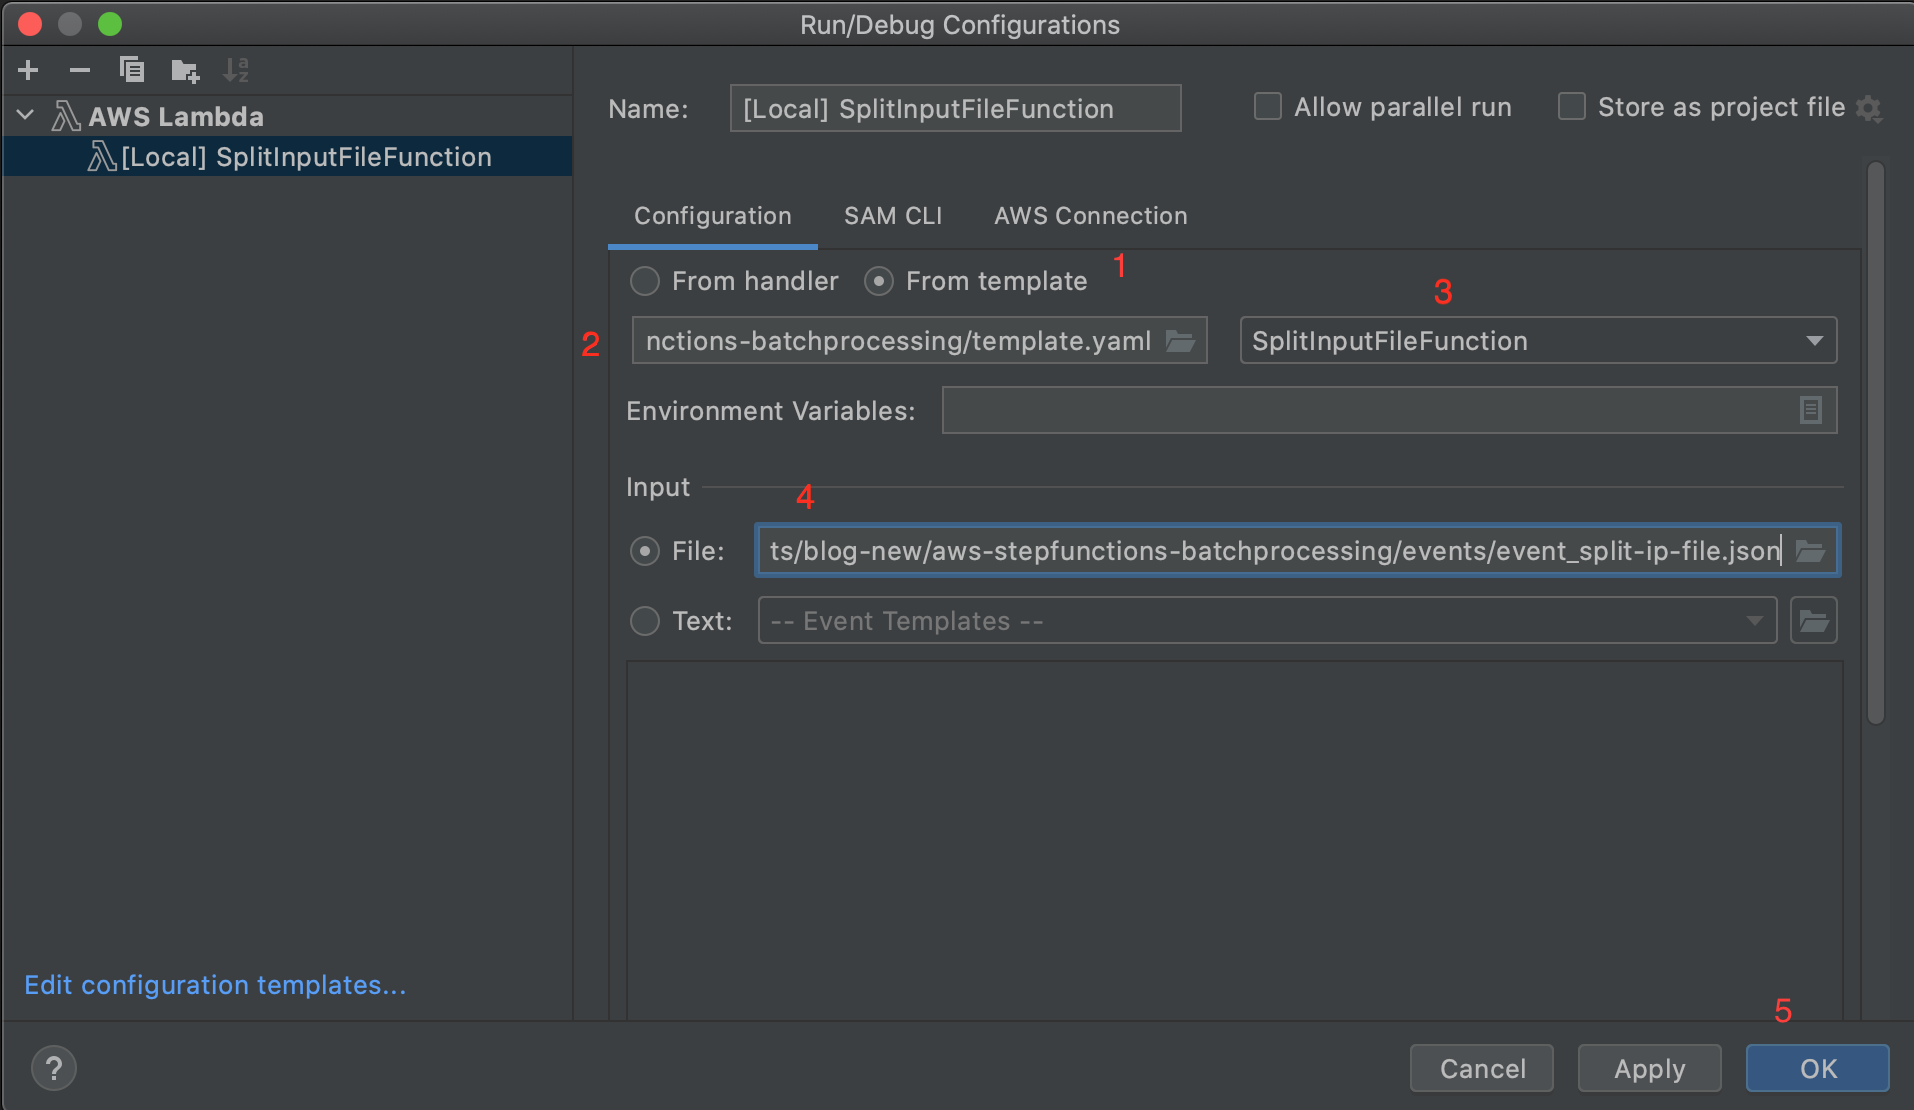 Run/Debug Configurations
AWS Lambda
[Local] SplitInputFileFunction
Name: [Local] SplitInputFileFunction Allow parallel run Store as project file
Configuration SAM CLI AWS Connection
1
From handler From template
3
2 nctions-batchprocessing/template.yaml SplitInputFileFunction
Environment Variables:
Input
4
File: ts/blog-new/aws-stepfunctions-batchprocessing/events/event_split-ip-file.json
Text: -- Event Templates --
Edit configuration templates...
5
? Cancel Apply OK